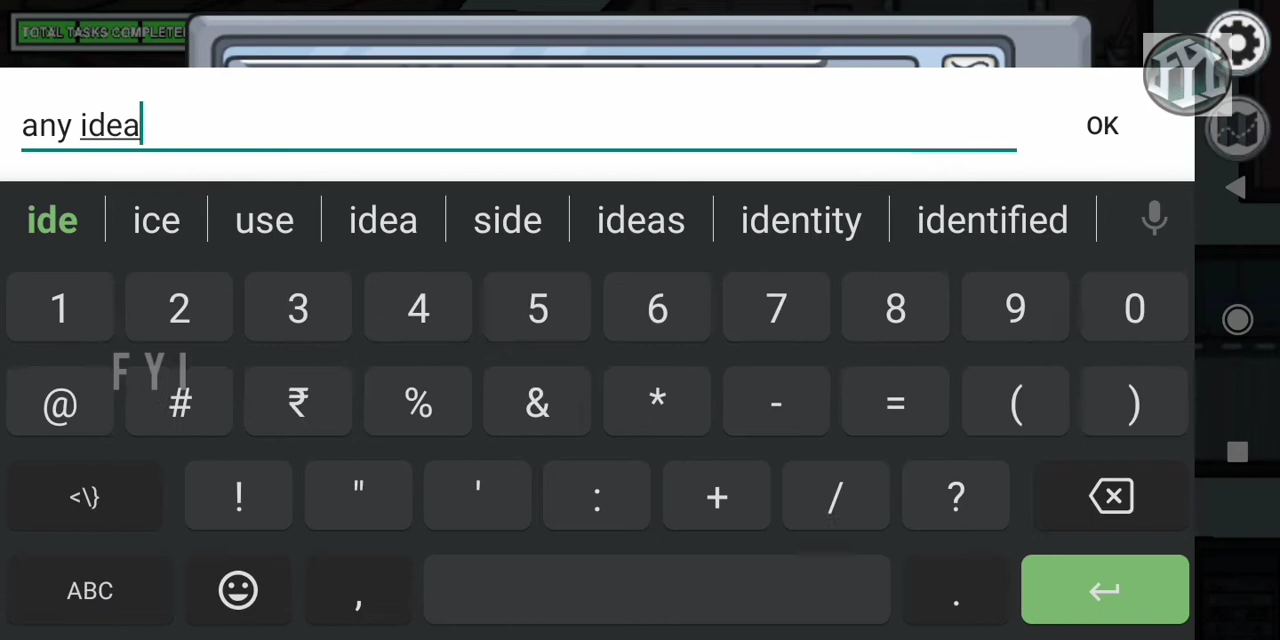 TOTAL TASKS COMPLETE
any idea
OK
ide ice use idea side ideas identity identified
1 2 3 4 5 6 7 8 9 0
FYI
@ # ₹ % & * - = ( )
<\} ! " ' : + / ?
ABC , .